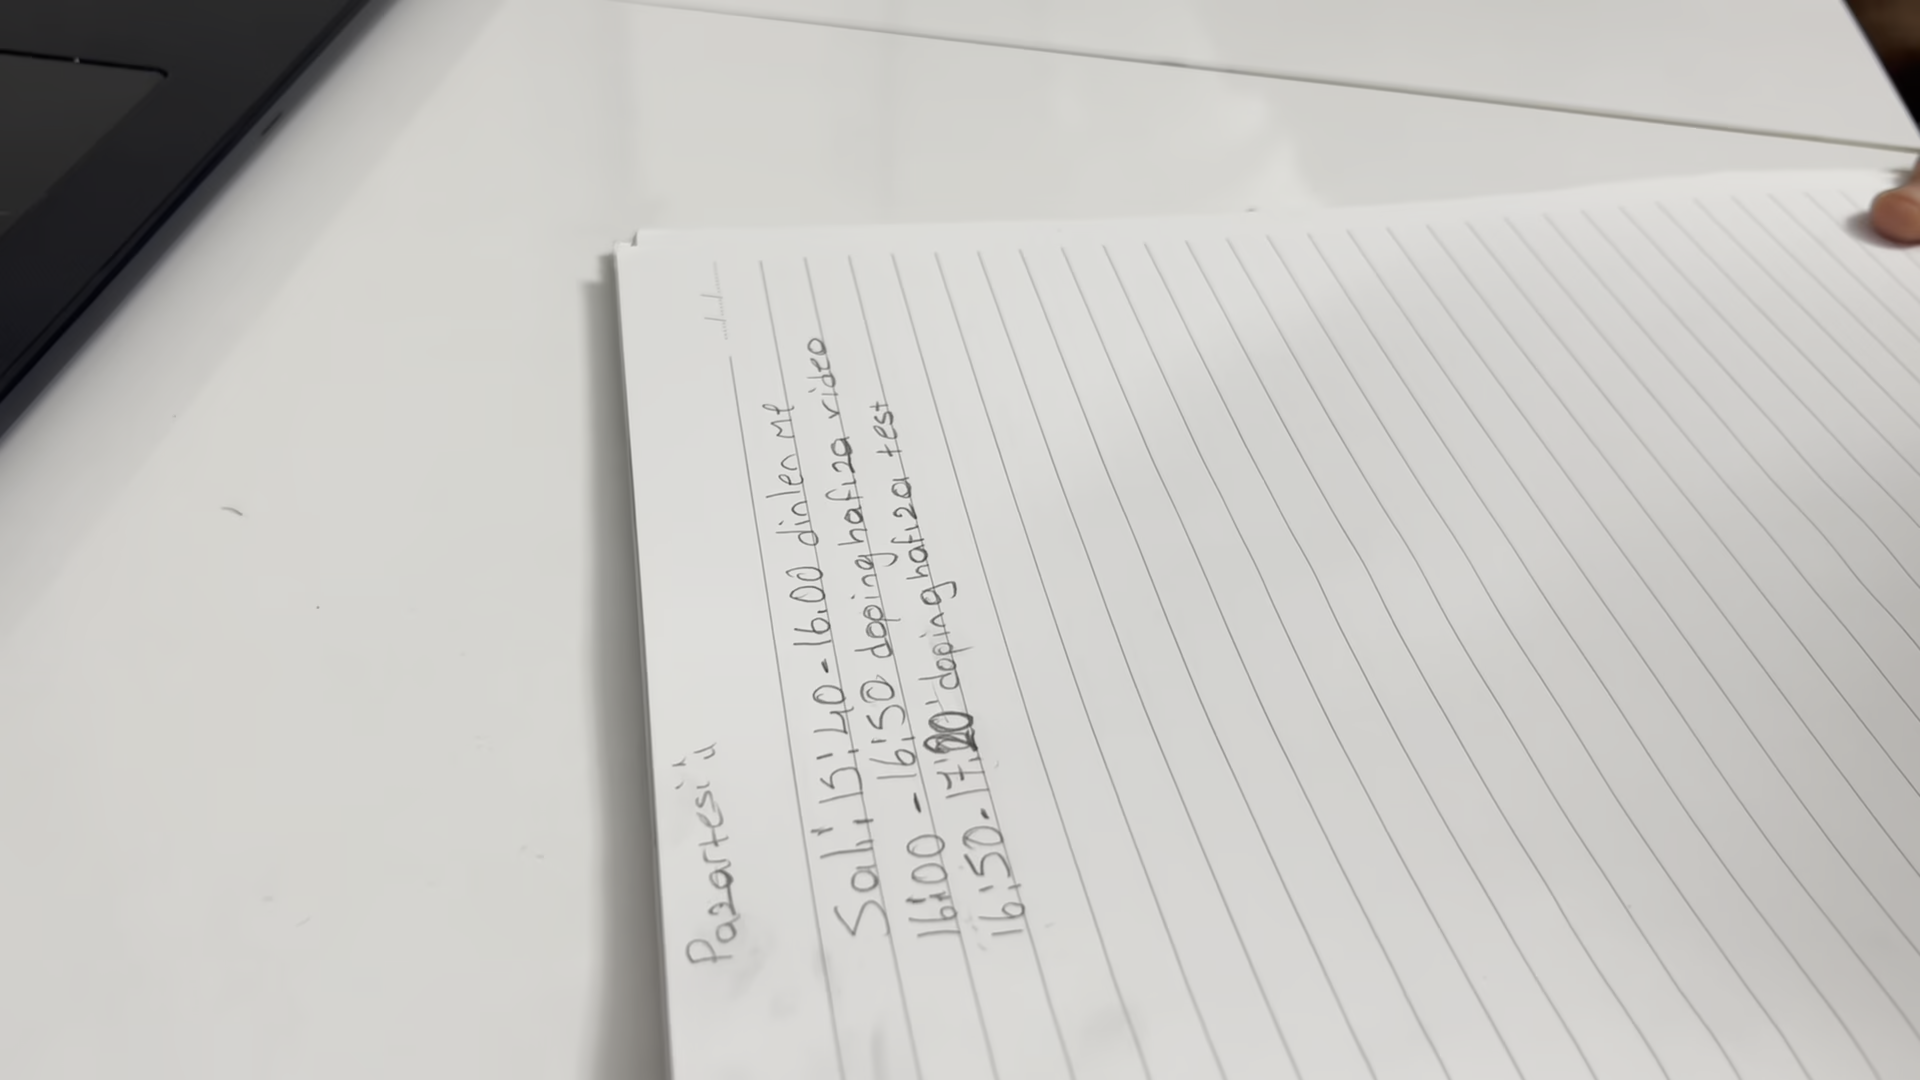 Pazartesi
Salı' 15:40-16.00 dinlenme
16:00-16:50 doping hafıza video
16:50-17:20 doping hafıza test